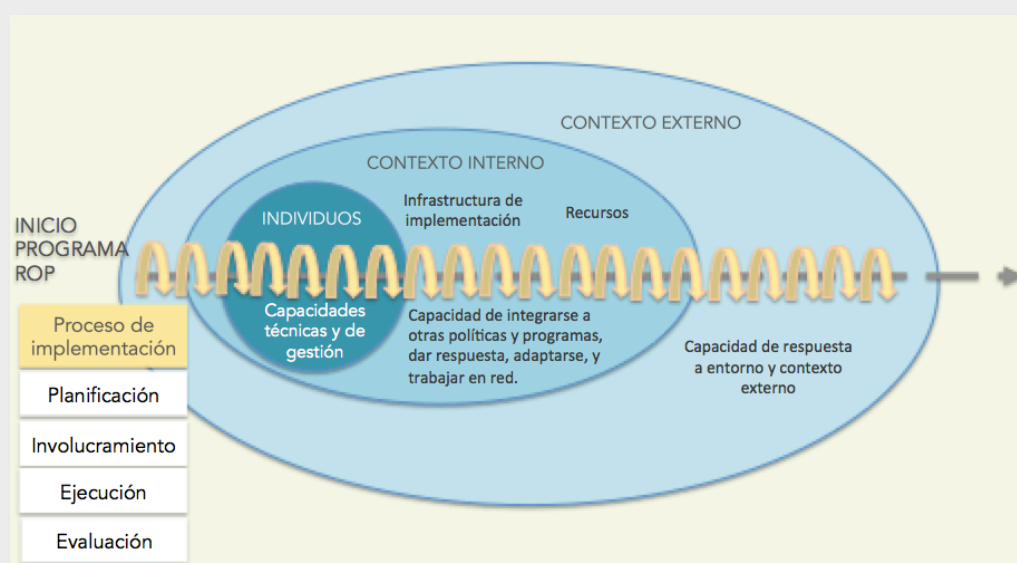 CONTEXTO EXTERNO
CONTEXTO INTERNO
INDIVIDUOS
Infrastructura de
implementación
Recursos
INICIO
PROGRAMA
ROP
Capacidades
técnicas y de
gestión
Capacidad de integrarse a
otras políticas y programas,
dar respuesta, adaptarse, y
trabajar en red.
Capacidad de respuesta
a entorno y contexto
externo
Proceso de
implementación
Planificación
Involucramiento
Ejecución
Evaluación